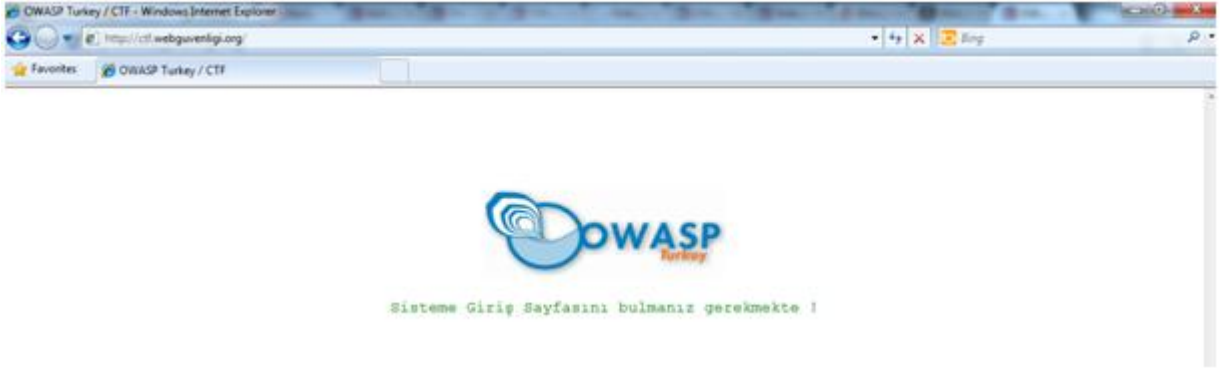 OWASP Turkey / CTF - Windows Internet Explorer
http://ctf.webguvenligi.org/
Bing
Favorites
OWASP Turkey / CTF
OWASP
Turkey
Sisteme Giriş Sayfasını bulmanız gerekmekte !